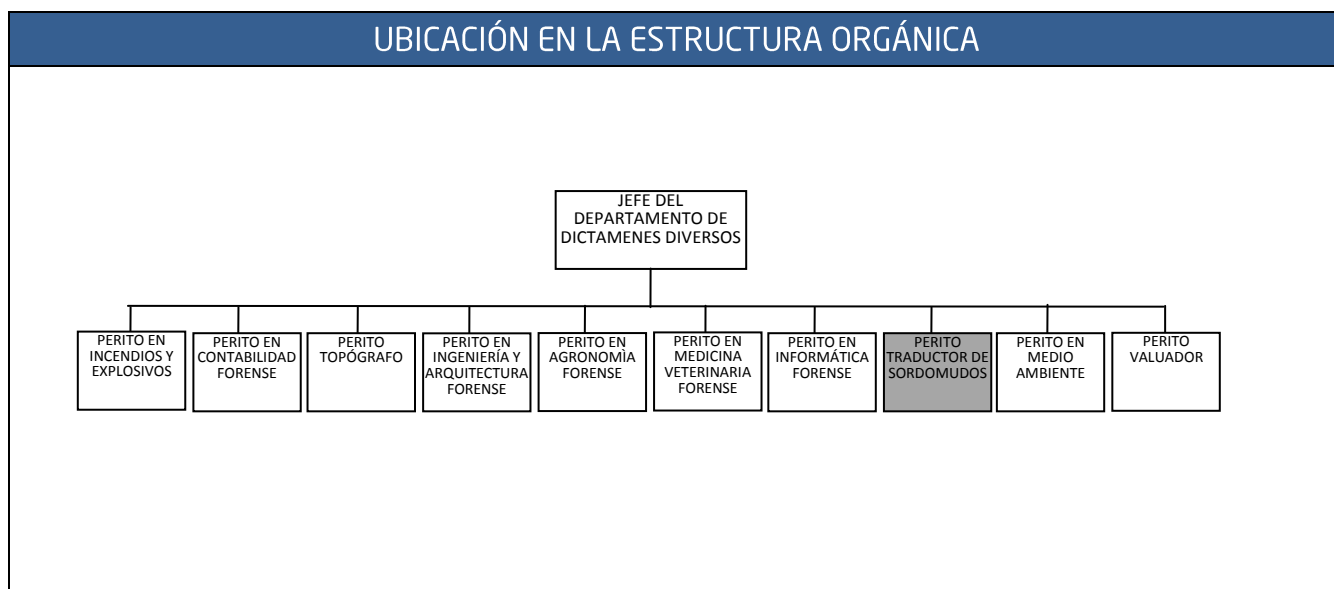 UBICACIÓN EN LA ESTRUCTURA ORGÁNICA
JEFE DEL
DEPARTAMENTO DE
DICTAMENES DIVERSOS
PERITO EN
INCENDIOS Y
EXPLOSIVOS
PERITO EN
CONTABILIDAD
FORENSE
PERITO
TOPÓGRAFO
PERITO EN
INGENIERÍA Y
ARQUITECTURA
FORENSE
PERITO EN
AGRONOMÌA
FORENSE
PERITO EN
MEDICINA
VETERINARIA
FORENSE
PERITO EN
INFORMÁTICA
FORENSE
PERITO
TRADUCTOR DE
SORDOMUDOS
PERITO EN
MEDIO
AMBIENTE
PERITO
VALUADOR